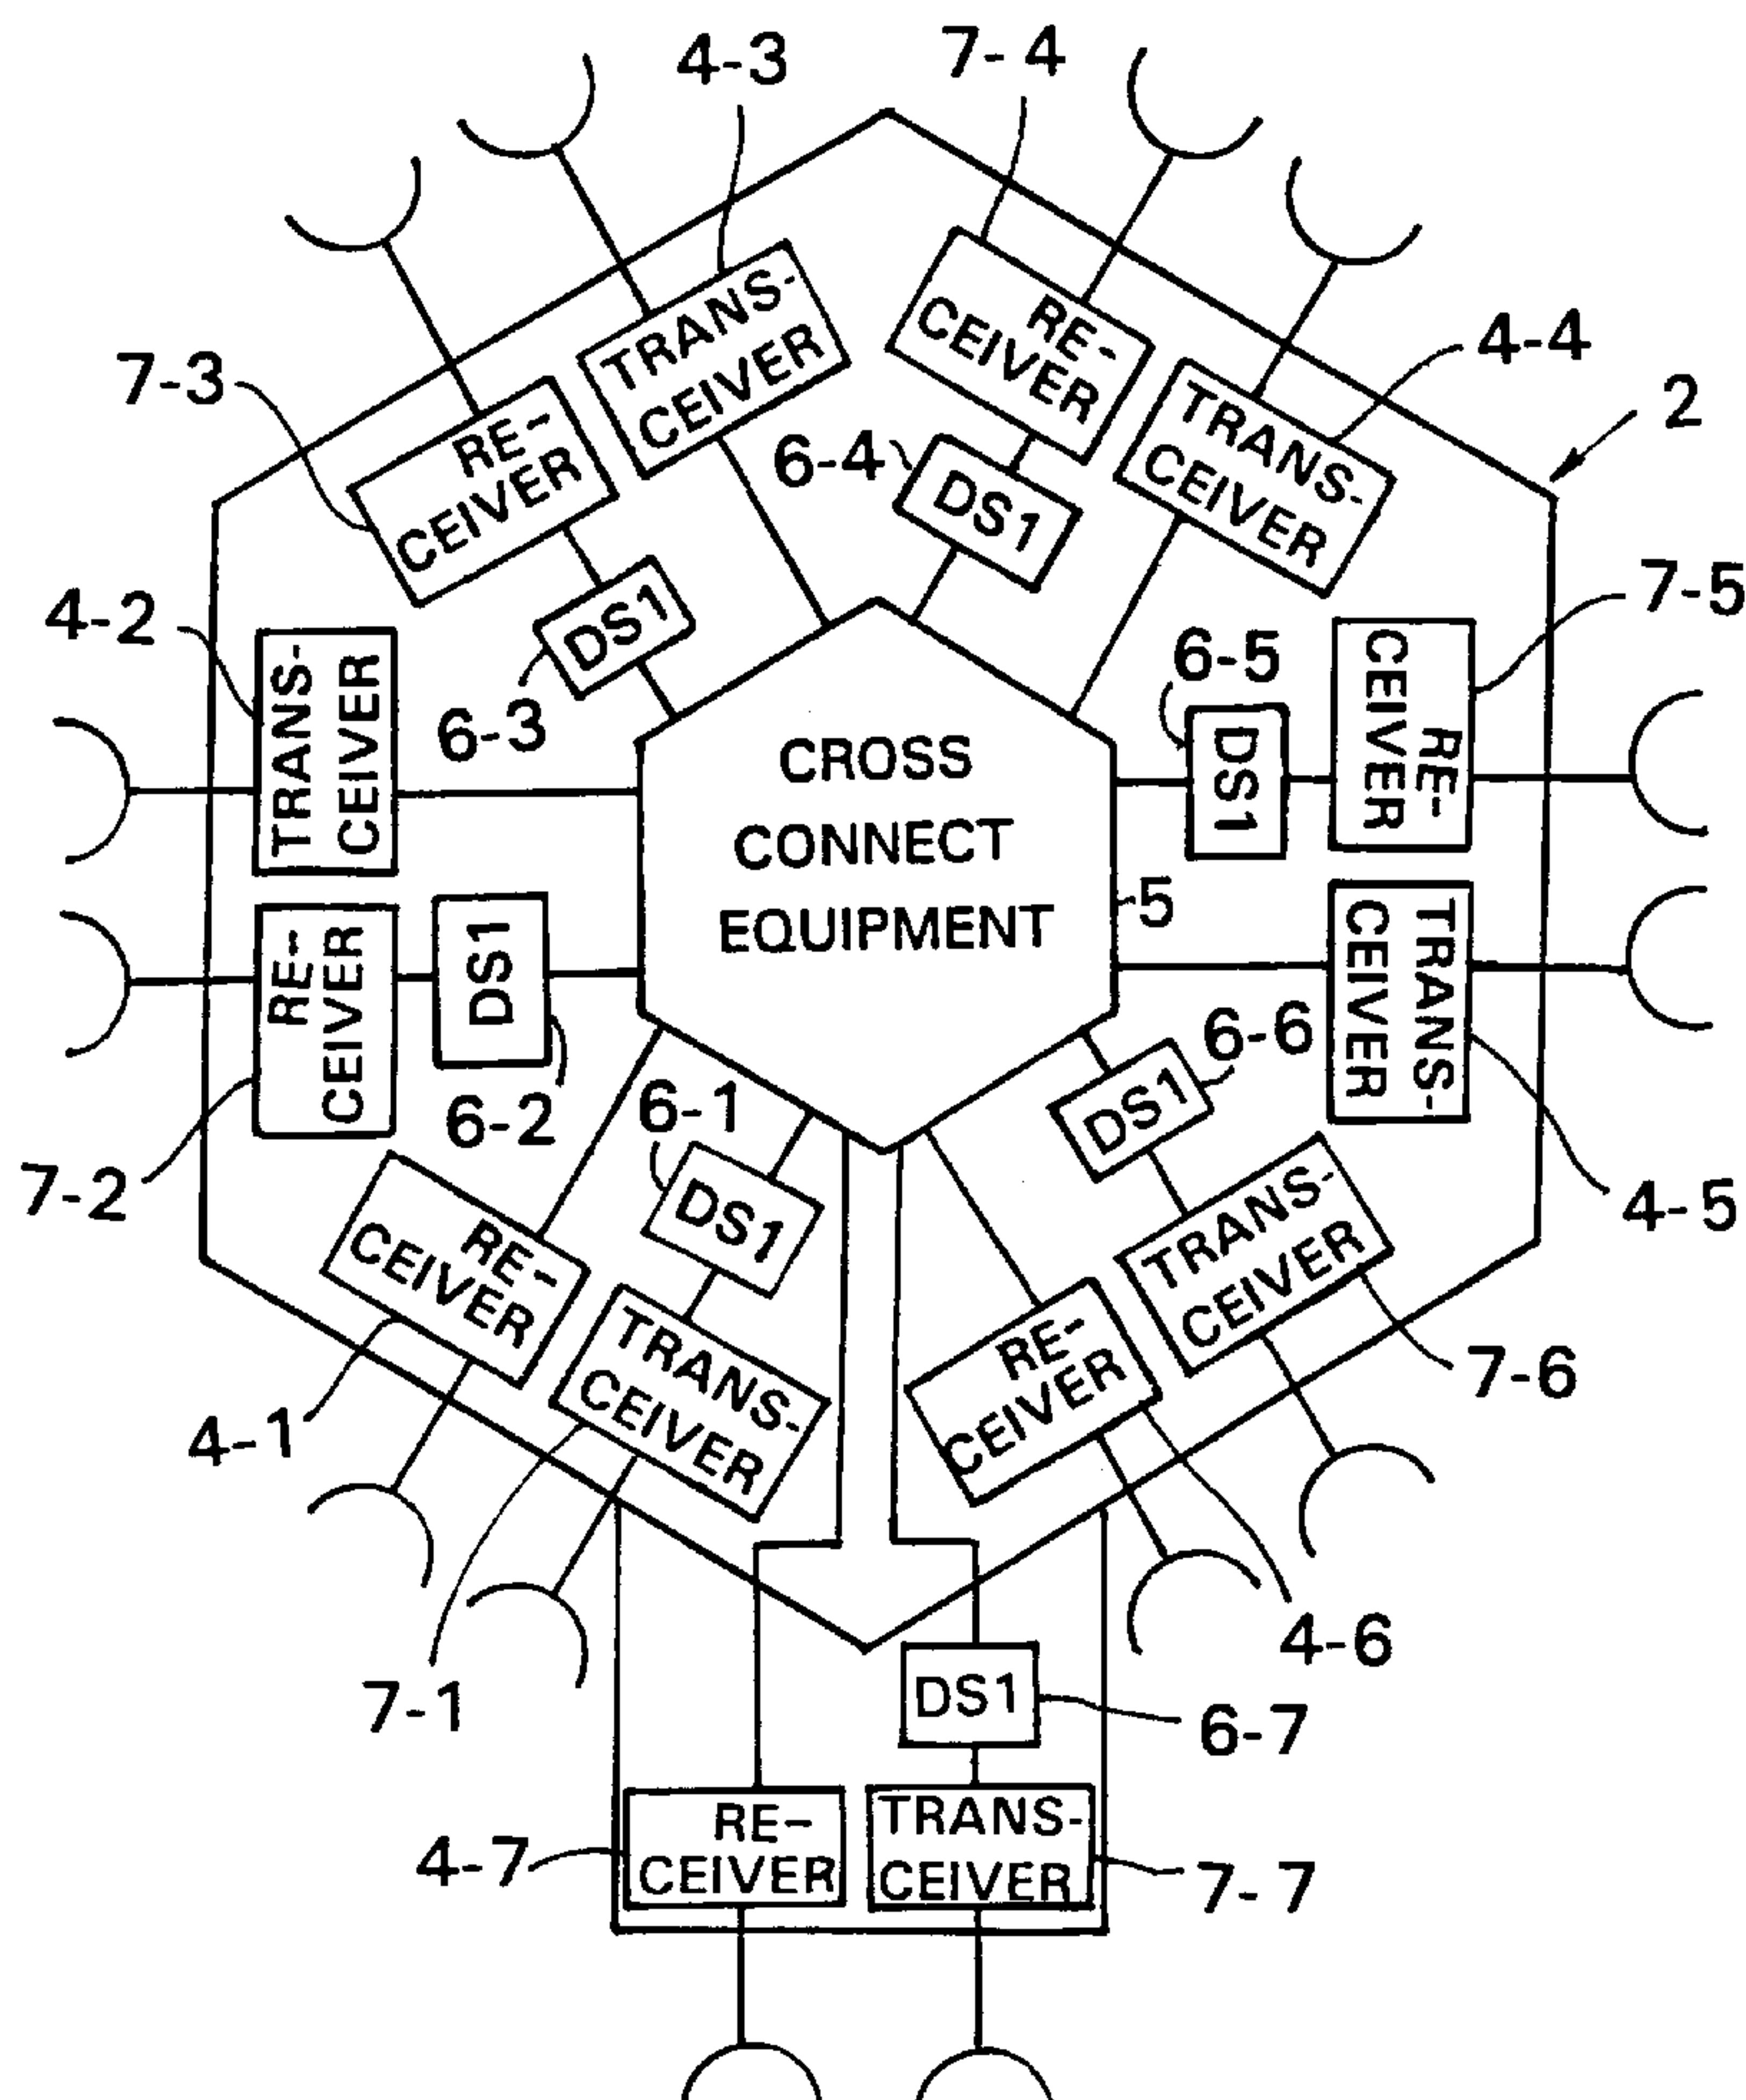 4-3
7-4
TRANS-
CEIVER
RE-
CEIVER
7-3
4-4
2
RE-
CEIVER
TRANS-
CEIVER
6-4
DS1
4-2
7-5
DS1
6-5
TRANS-
CEIVER
6-3
RE-
CEIVER
DS1
CROSS
CONNECT
EQUIPMENT
5
RE-
CEIVER
DS1
TRANS-
CEIVER
6-6
6-2
6-1
DS1
7-2
DS1
4-5
RE-
CEIVER
TRANS-
CEIVER
TRANS-
CEIVER
RE-
CEIVER
7-6
4-1
4-6
7-1
DS1
6-7
4-7
RE-
CEIVER
TRANS-
CEIVER
7-7